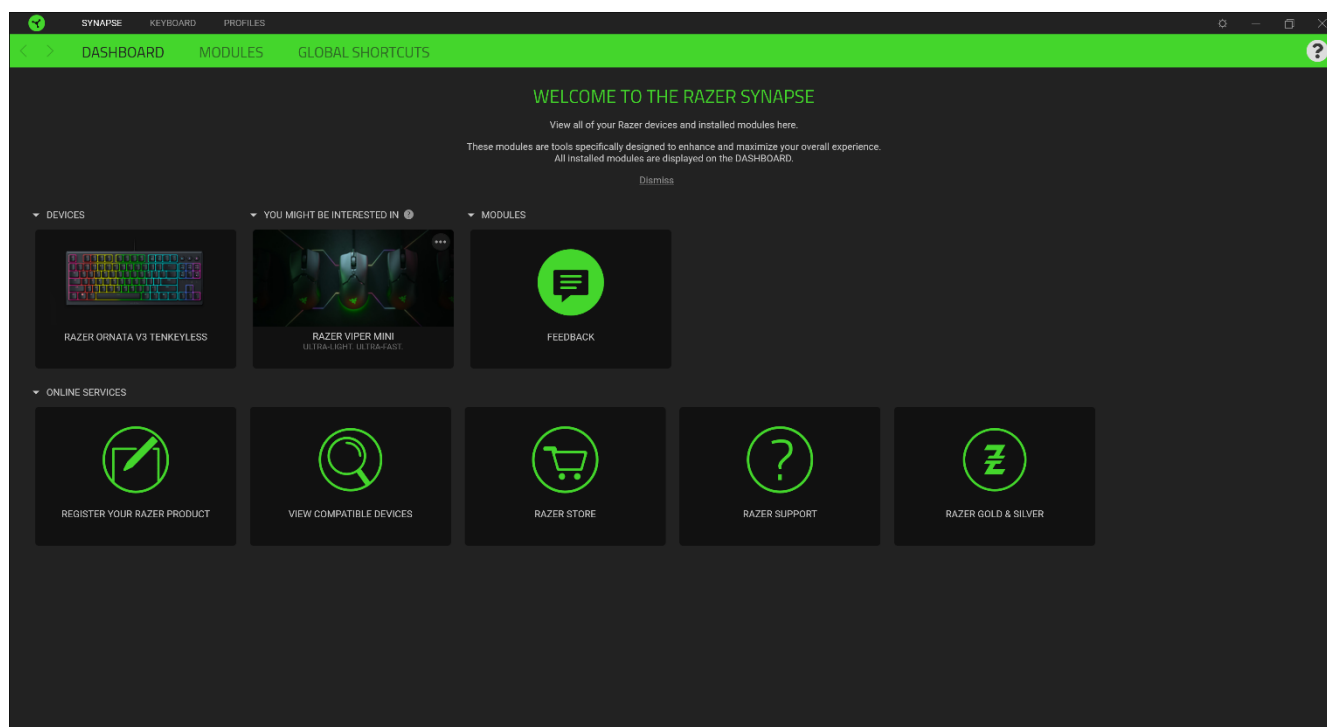 SYNAPSE KEYBOARD PROFILES
DASHBOARD MODULES GLOBAL SHORTCUTS
?
WELCOME TO THE RAZER SYNAPSE
View all of your Razer devices and installed modules here.
These modules are tools specifically designed to enhance and maximize your overall experience.
All installed modules are displayed on the DASHBOARD.
Dismiss
DEVICES
YOU MIGHT BE INTERESTED IN ?
MODULES
RAZER ORNATA V3 TENKEYLESS
RAZER VIPER MINI
ULTRA-LIGHT. ULTRA-FAST.
FEEDBACK
ONLINE SERVICES
REGISTER YOUR RAZER PRODUCT
VIEW COMPATIBLE DEVICES
RAZER STORE
RAZER SUPPORT
RAZER GOLD & SILVER